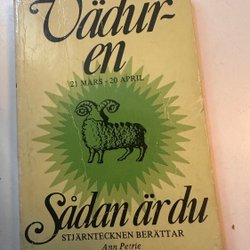 Vädur-
en
21 MARS - 20 APRIL
Sådan är du
STJÄRNTECKNEN BERÄTTAR
Ann Petrie